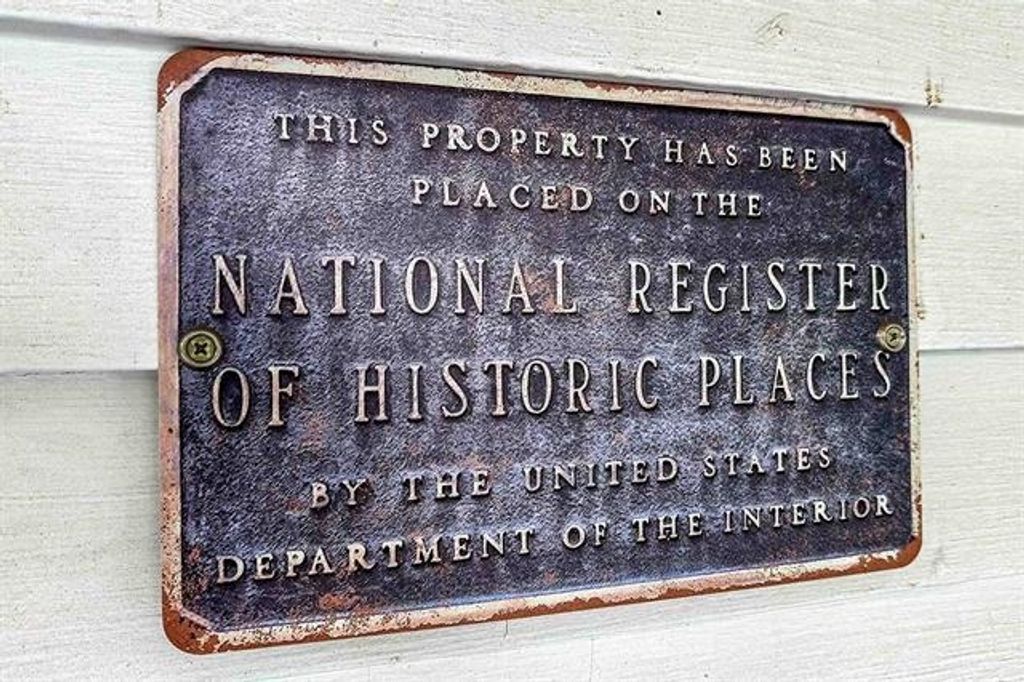 THIS PROPERTY HAS BEEN
PLACED ON THE
NATIONAL REGISTER
OF HISTORIC PLACES
BY THE UNITED STATES
DEPARTMENT OF THE INTERIOR